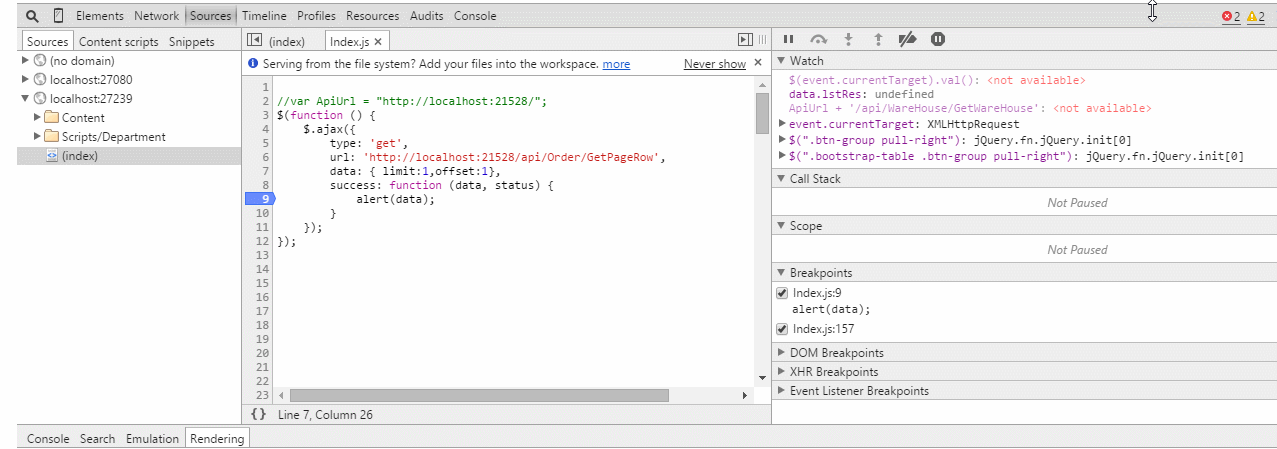 Elements Network Sources Timeline Profiles Resources Audits Console 2 2
Sources Content scripts Snippets
(no domain)
localhost:27080
localhost:27239
Content
Scripts/Department
(index)
(index) Index.js ×
Serving from the file system? Add your files into the workspace. more Never show ×
1
2 //var ApiUrl = "http://localhost:21528/";
3 $(function () {
4 $.ajax({
5 type: 'get',
6 url: 'http://localhost:21528/api/Order/GetPageRow',
7 data: { limit:1,offset:1},
8 success: function (data, status) {
9 alert(data);
10 }
11 });
12 });
13
14
15
16
17
18
19
20
21
22
23
{} Line 7, Column 26
Watch
$(event.currentTarget).val(): <not available>
data.lstRes: undefined
ApiUrl + '/api/WareHouse/GetWareHouse': <not available>
event.currentTarget: XMLHttpRequest
$(".btn-group pull-right"): jQuery.fn.jQuery.init[0]
$(".bootstrap-table .btn-group pull-right"): jQuery.fn.jQuery.init[0]
Call Stack
Not Paused
Scope
Not Paused
Breakpoints
Index.js:9
alert(data);
Index.js:157
DOM Breakpoints
XHR Breakpoints
Event Listener Breakpoints
Console Search Emulation Rendering